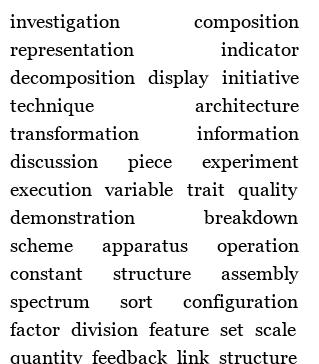 investigation composition
representation indicator
decomposition display initiative
technique architecture
transformation information
discussion piece experiment
execution variable trait quality
demonstration breakdown
scheme apparatus operation
constant structure assembly
spectrum sort configuration
factor division feature set scale
quantity feedback link structure